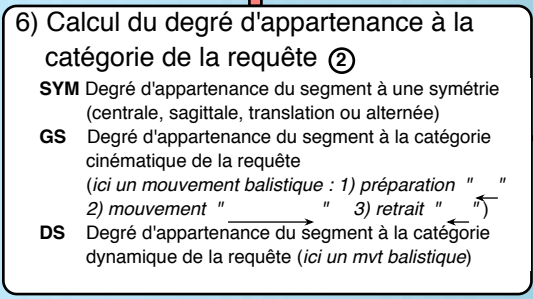 6) Calcul du degré d'appartenance à la
catégorie de la requête ②
SYM Degré d'appartenance du segment à une symétrie
(centrale, sagittale, translation ou alternée)
GS Degré d'appartenance du segment à la catégorie
cinématique de la requête
(ici un mouvement balistique : 1) préparation " ← "
2) mouvement " → " 3) retrait " ← ")
DS Degré d'appartenance du segment à la catégorie
dynamique de la requête (ici un mvt balistique)